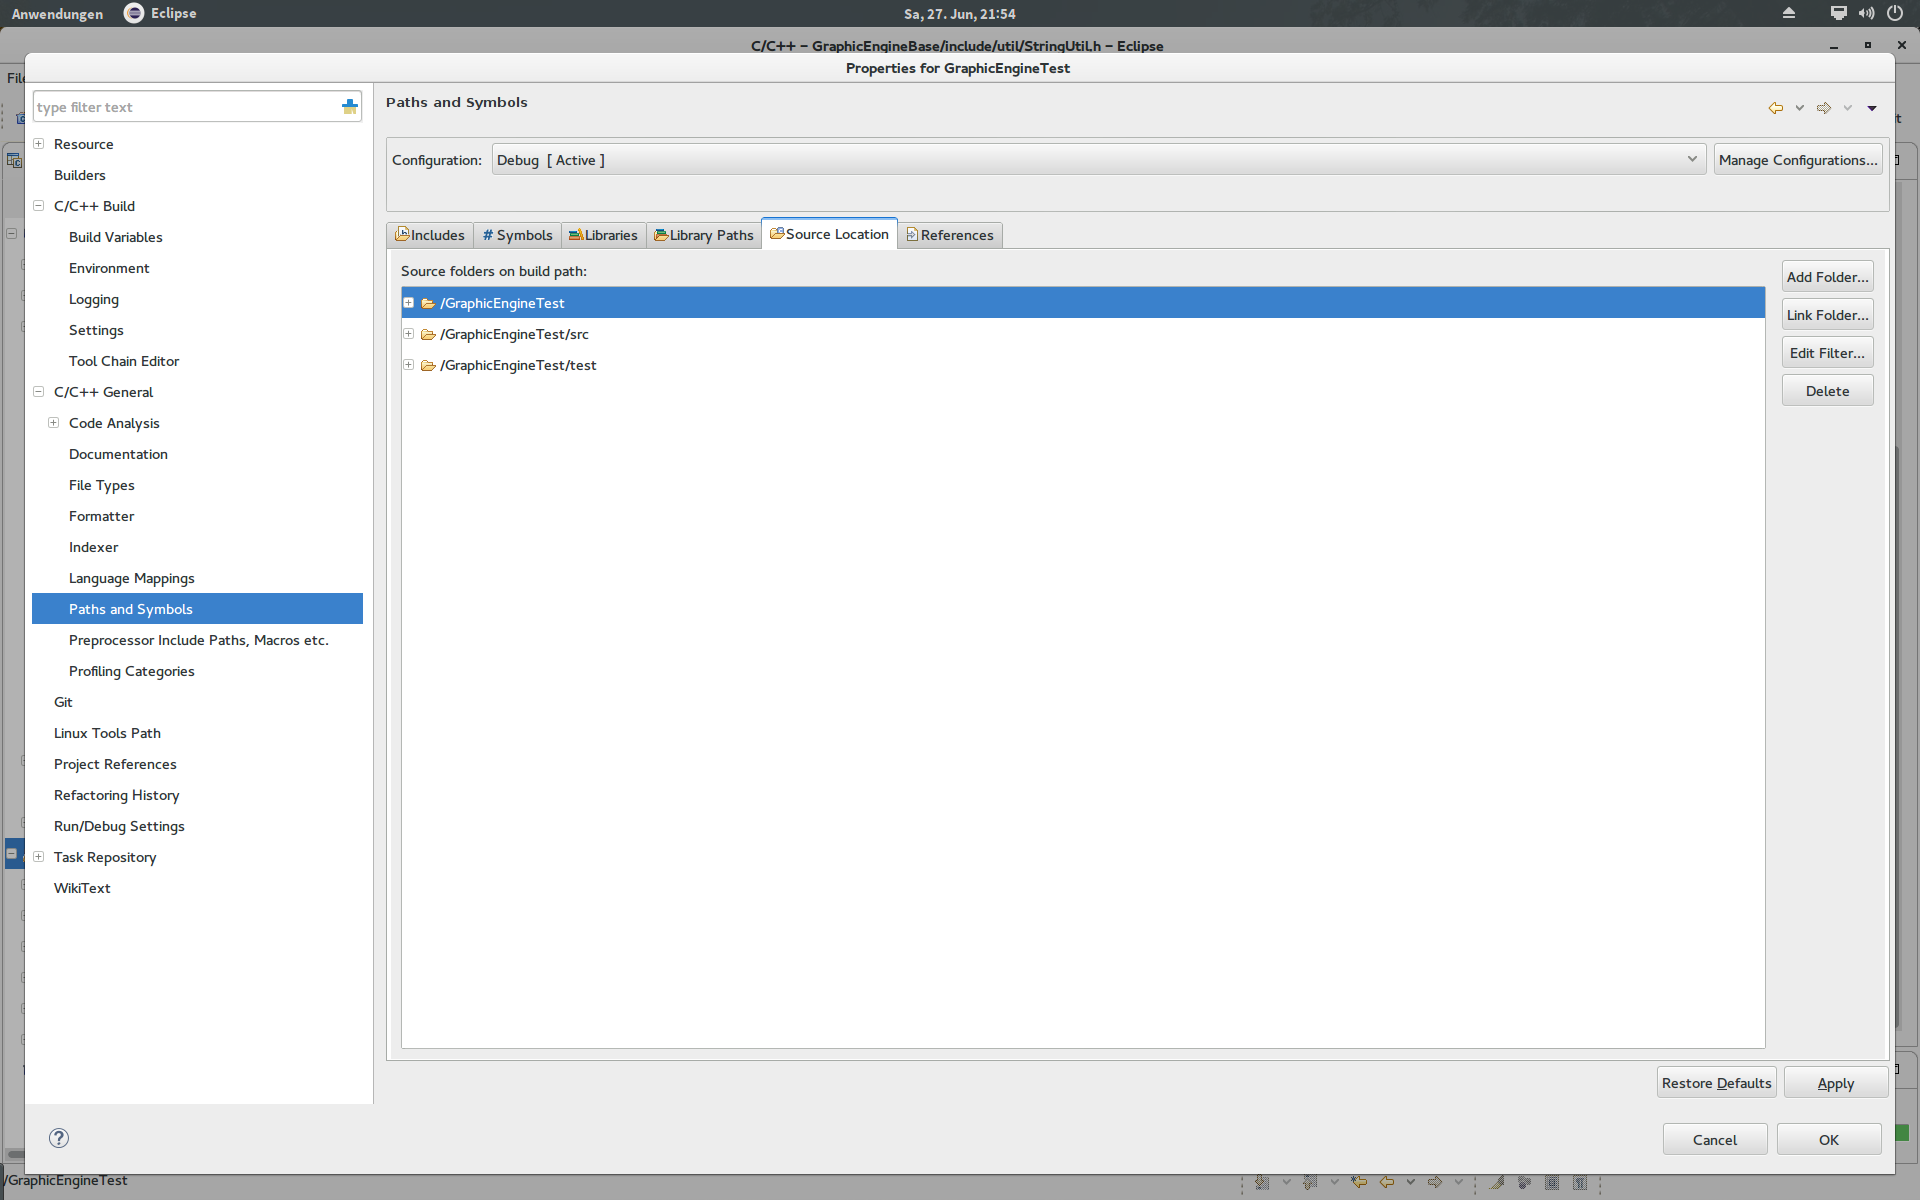 Anwendungen Eclipse Sa, 27. Jun, 21:54
C/C++ – GraphicEngineBase/include/util/StringUtil.h – Eclipse
Properties for GraphicEngineTest
type filter text
Resource
Builders
C/C++ Build
Build Variables
Environment
Logging
Settings
Tool Chain Editor
C/C++ General
Code Analysis
Documentation
File Types
Formatter
Indexer
Language Mappings
Paths and Symbols
Preprocessor Include Paths, Macros etc.
Profiling Categories
Git
Linux Tools Path
Project References
Refactoring History
Run/Debug Settings
Task Repository
WikiText
Paths and Symbols
Configuration: Debug [ Active ] Manage Configurations...
Includes # Symbols Libraries Library Paths Source Location References
Source folders on build path:
/GraphicEngineTest
/GraphicEngineTest/src
/GraphicEngineTest/test
Add Folder...
Link Folder...
Edit Filter...
Delete
Restore Defaults Apply
Cancel OK
/GraphicEngineTest